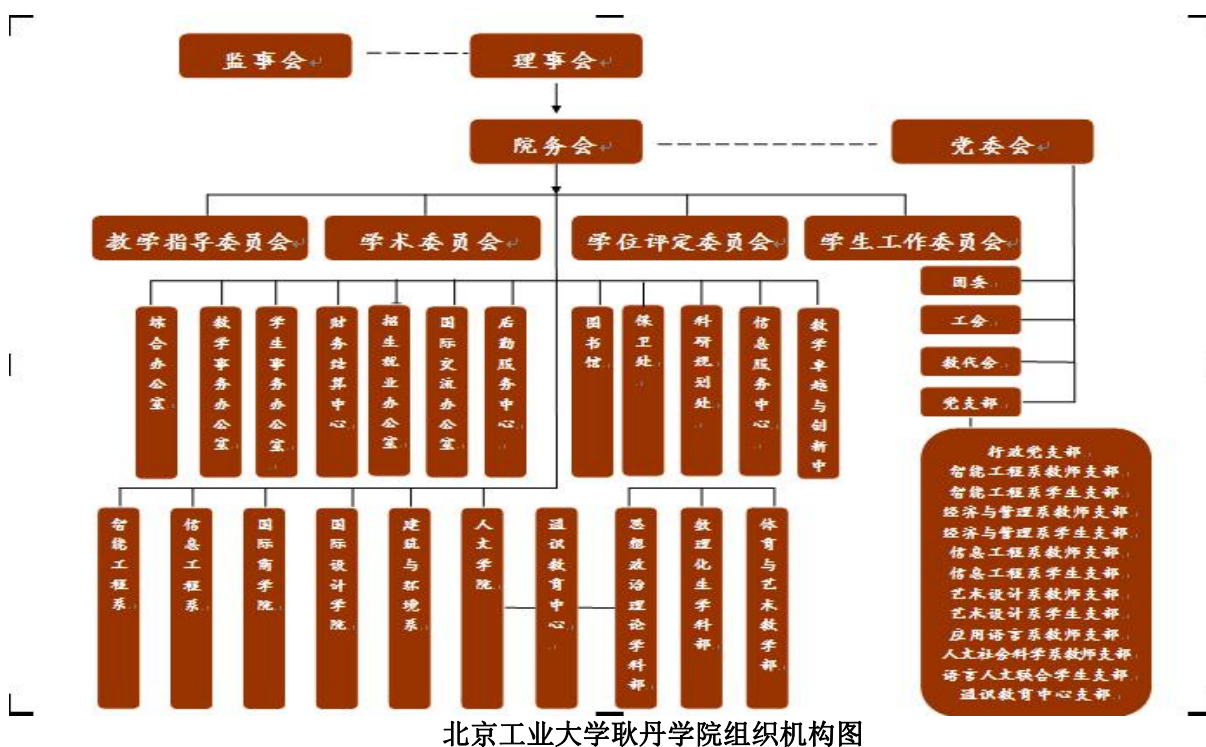 监事会
理事会
院务会
党委会
教学指导委员会
学术委员会
学位评定委员会
学生工作委员会
团委
工会
教代会
党支部
综合办公室
教学事务办公室
学生事务办公室
财务结算中心
招生就业办公室
国际交流办公室
后勤服务中心
图书馆
保卫处
科研规划处
信息服务中心
教学卓越与创新中
智能工程系
信息工程系
国际商学院
国际设计学院
建筑与环境系
人文学院
通识教育中心
思想政治理论学科部
数理化生学科部
体育与艺术教学部
行政党支部
智能工程系教师支部
智能工程系学生支部
经济与管理系教师支部
经济与管理系学生支部
信息工程系教师支部
信息工程系学生支部
艺术设计系教师支部
艺术设计系学生支部
应用语言系教师支部
人文社会科学系教师支部
语言人文联合学生支部
通识教育中心支部
北京工业大学耿丹学院组织机构图